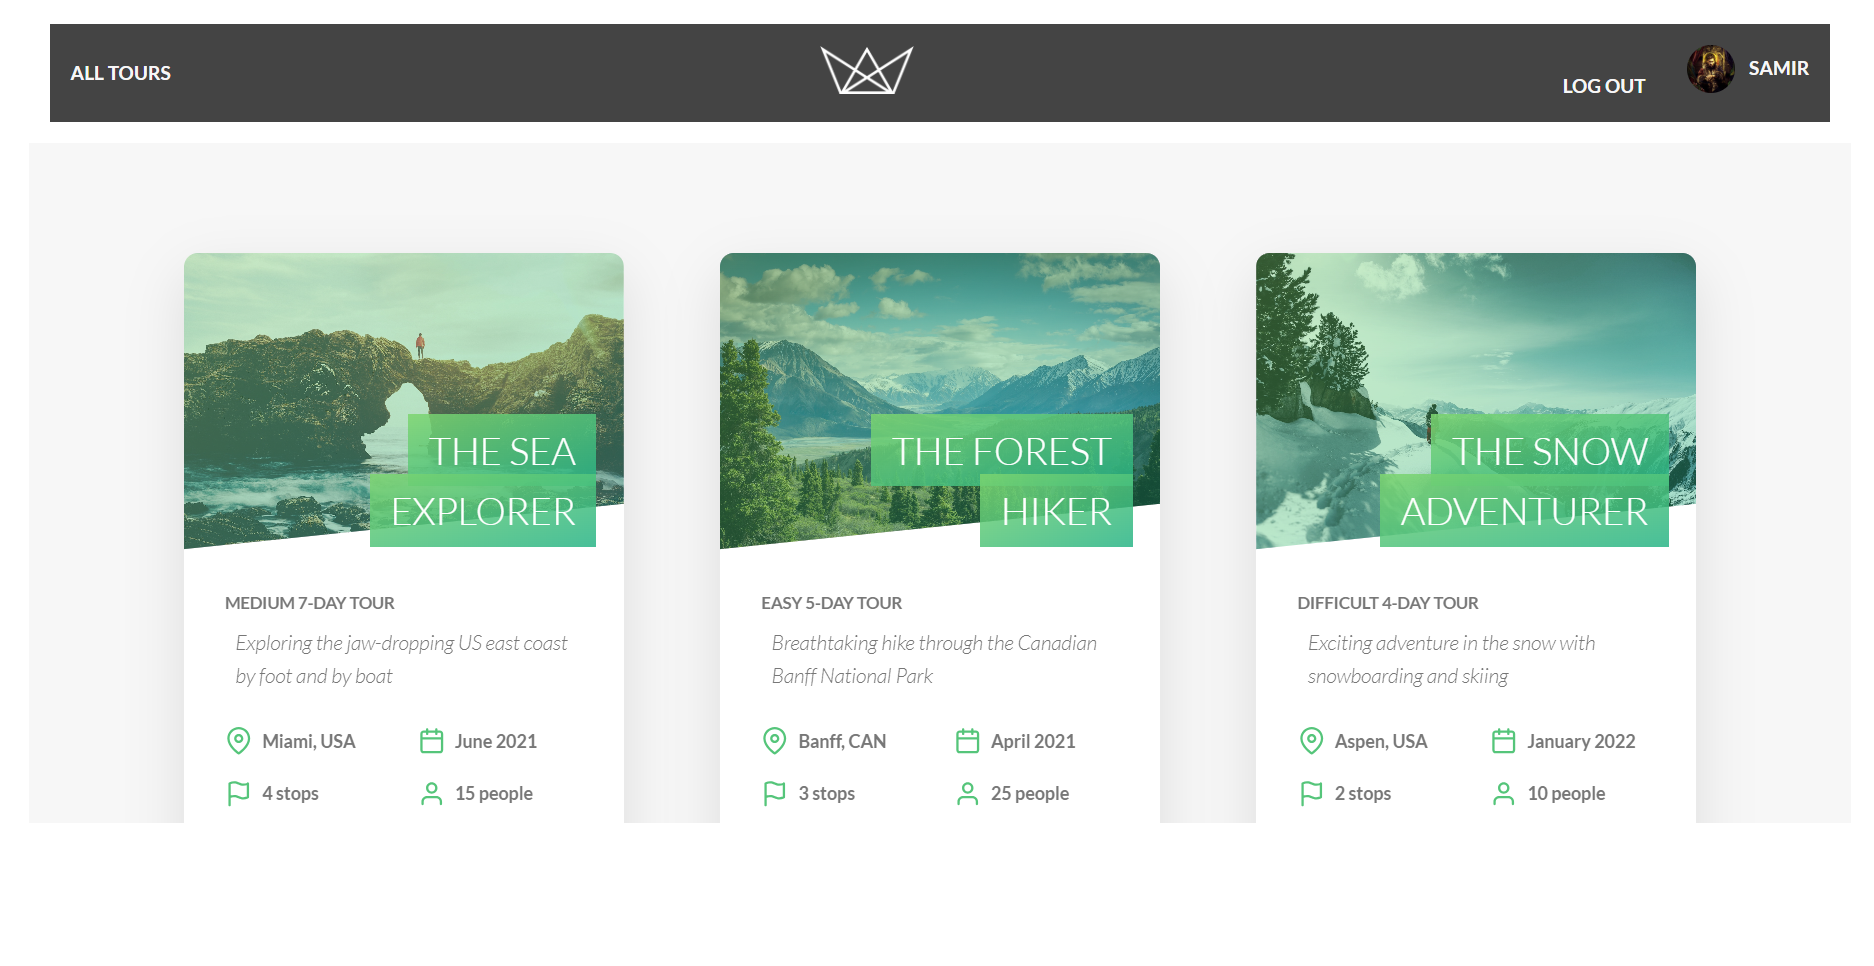 ALL TOURS
LOG OUT
SAMIR
THE SEA
EXPLORER
MEDIUM 7-DAY TOUR
Exploring the jaw-dropping US east coast
by foot and by boat
Miami, USA
June 2021
4 stops
15 people
THE FOREST
HIKER
EASY 5-DAY TOUR
Breathtaking hike through the Canadian
Banff National Park
Banff, CAN
April 2021
3 stops
25 people
THE SNOW
ADVENTURER
DIFFICULT 4-DAY TOUR
Exciting adventure in the snow with
snowboarding and skiing
Aspen, USA
January 2022
2 stops
10 people